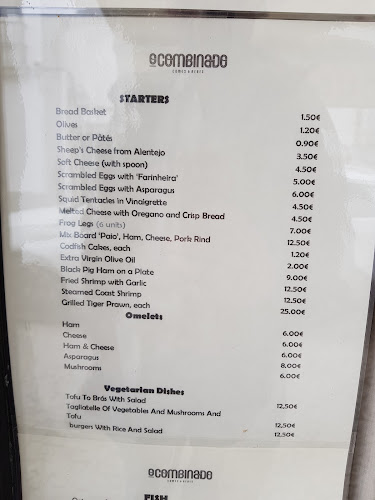 OCOMBINADO
COMES & BEBES
STARTERS
Bread Basket 1.50€
Olives 1.20€
Butter or Pâtés 0.90€
Sheep's Cheese from Alentejo 3.50€
Soft Cheese (with spoon) 4.50€
Scrambled Eggs with 'Farinheira' 5.00€
Scrambled Eggs with Asparagus 6.00€
Squid Tentacles in Vinaigrette 4.50€
Melted Cheese with Oregano and Crisp Bread 4.50€
Frog Legs (6 units) 7.00€
Mix Board 'Paio', Ham, Cheese, Pork Rind 12.50€
Codfish Cakes, each 1.20€
Extra Virgin Olive Oil 2.00€
Black Pig Ham on a Plate 9.00€
Fried Shrimp with Garlic 12.50€
Steamed Coast Shrimp 12.50€
Grilled Tiger Prawn, each 25.00€
Omelets
Ham 6.00€
Cheese 6.00€
Ham & Cheese 6.00€
Asparagus 8.00€
Mushrooms 6.00€
Vegetarian Dishes
Tofu To Brás With Salad 12,50€
Tagliatelle Of Vegetables And Mushrooms And
Tofu 12,50€
burgers With Rice And Salad 12,50€
OCOMBINADO
COMES & BEBES
FISH